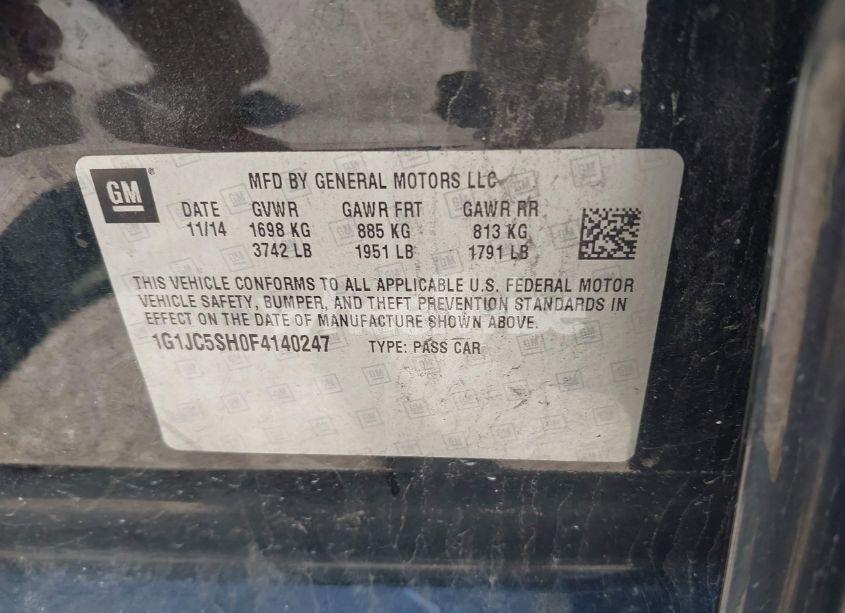 GM ® MFD BY GENERAL MOTORS LLC
DATE GVWR GAWR FRT GAWR RR
11/14 1698 KG 885 KG 813 KG
3742 LB 1951 LB 1791 LB
THIS VEHICLE CONFORMS TO ALL APPLICABLE U.S. FEDERAL MOTOR
VEHICLE SAFETY, BUMPER, AND THEFT PREVENTION STANDARDS IN
EFFECT ON THE DATE OF MANUFACTURE SHOWN ABOVE.
1G1JC5SH0F4140247 TYPE: PASS CAR